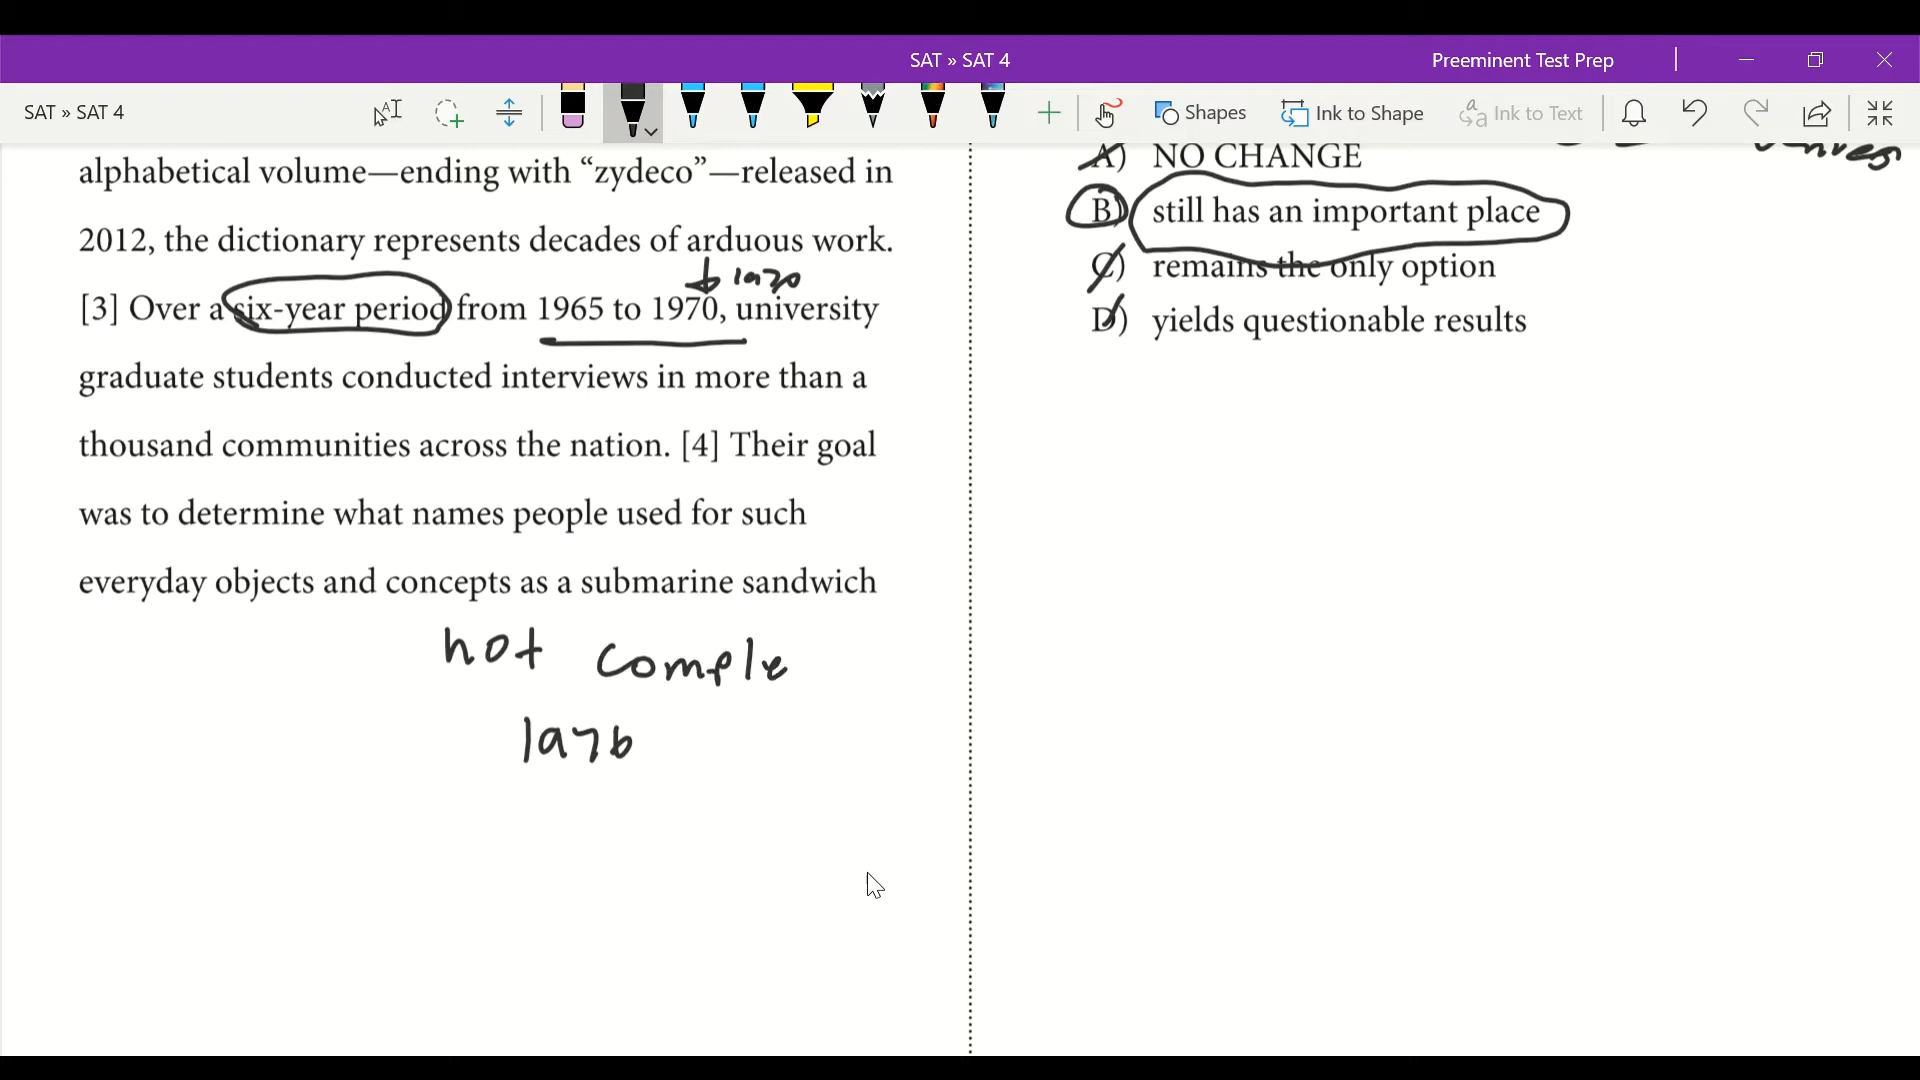 SAT » SAT 4
Preeminent Test Prep
SAT » SAT 4
Shapes
Ink to Shape
Ink to Text
alphabetical volume—ending with “zydeco”—released in
2012, the dictionary represents decades of arduous work.
[3] Over a six-year period from 1965 to 1970, university
graduate students conducted interviews in more than a
thousand communities across the nation. [4] Their goal
was to determine what names people used for such
everyday objects and concepts as a submarine sandwich
not comple
1976
A) NO CHANGE
B) still has an important place
C) remains the only option
D) yields questionable results